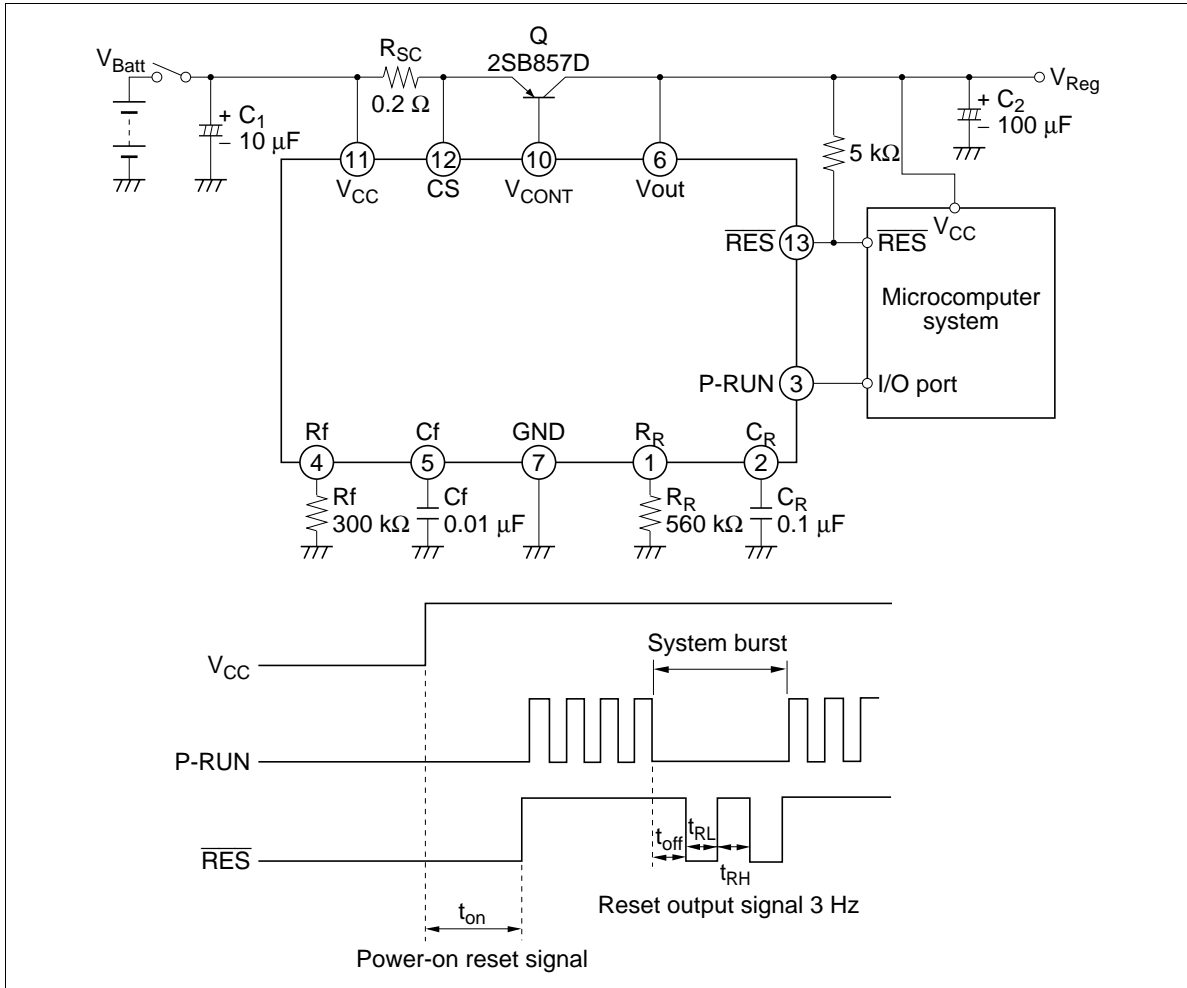 V_Batt
R_SC
0.2 Ω
Q
2SB857D
V_Reg
+ C_1
– 10 µF
+ C_2
– 100 µF
5 kΩ
11
12
10
6
V_CC
CS
V_CONT
Vout
V_CC
R̅E̅S̅
13
R̅E̅S̅
Microcomputer
system
P-RUN
3
I/O port
Rf
Cf
GND
R_R
C_R
4
5
7
1
2
Rf
300 kΩ
Cf
0.01 µF
R_R
560 kΩ
C_R
0.1 µF
System burst
V_CC
P-RUN
R̅E̅S̅
t_off
t_RL
t_RH
t_on
Reset output signal 3 Hz
Power-on reset signal